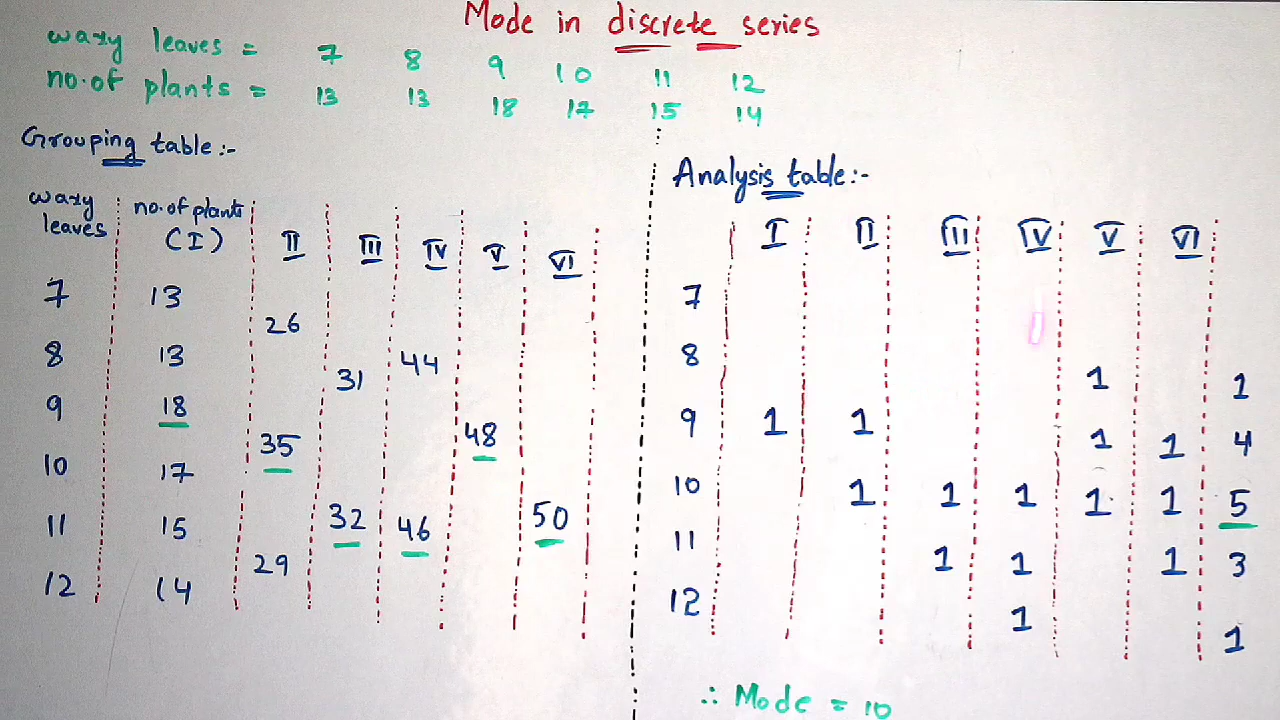 Mode in discrete series
waxy leaves = 7 8 9 10 11 12
no.of plants = 13 13 18 17 15 14
Grouping table:-
waxy leaves no.of plants (I) II III IV V VI
7 13
26
8 13 44
31
9 18
35 48
10 17
32 46 50
11 15
29
12 14
Analysis table:-
I II III IV V VI
7
8 1 1
9 1 1 1 1 4
10 1 1 1 1 1 5
11 1 1 1 3
12 1 1
∴ Mode = 10